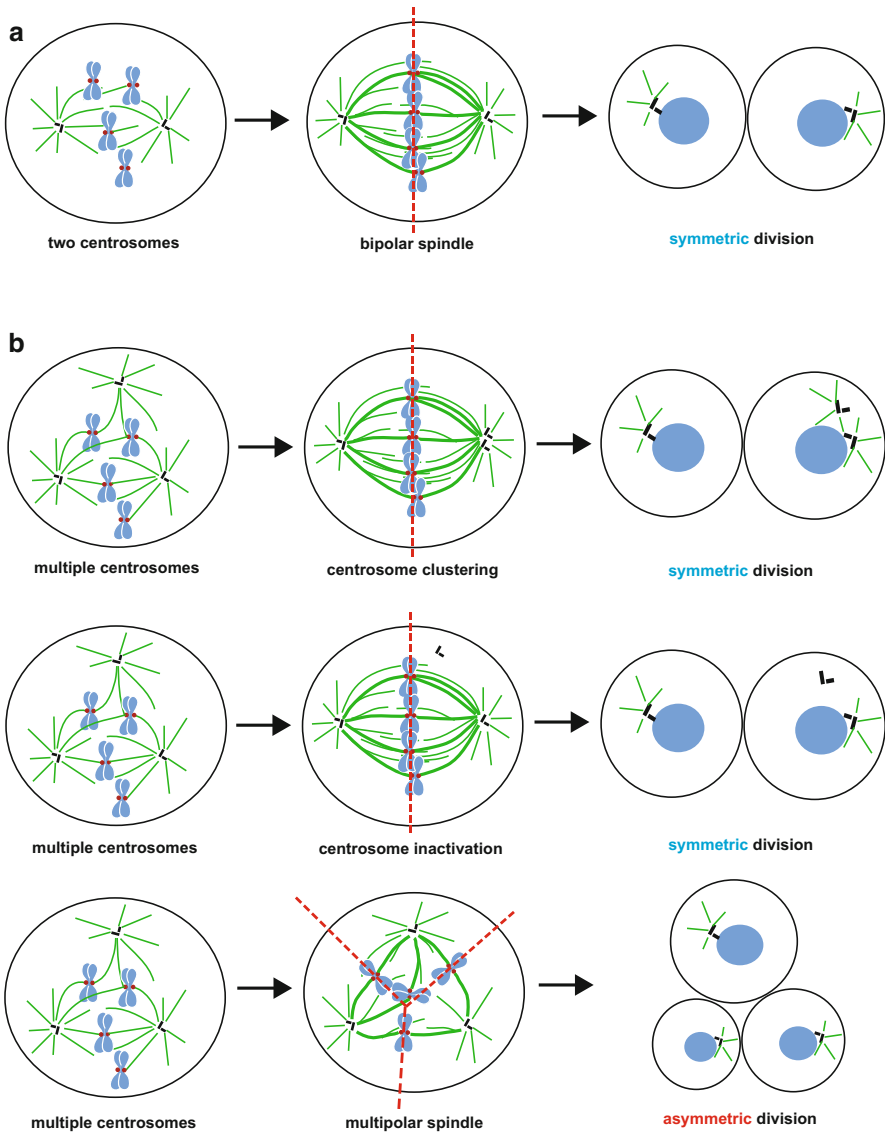 a
two centrosomes
bipolar spindle
symmetric division
b
multiple centrosomes
centrosome clustering
symmetric division
multiple centrosomes
centrosome inactivation
symmetric division
multiple centrosomes
multipolar spindle
asymmetric division